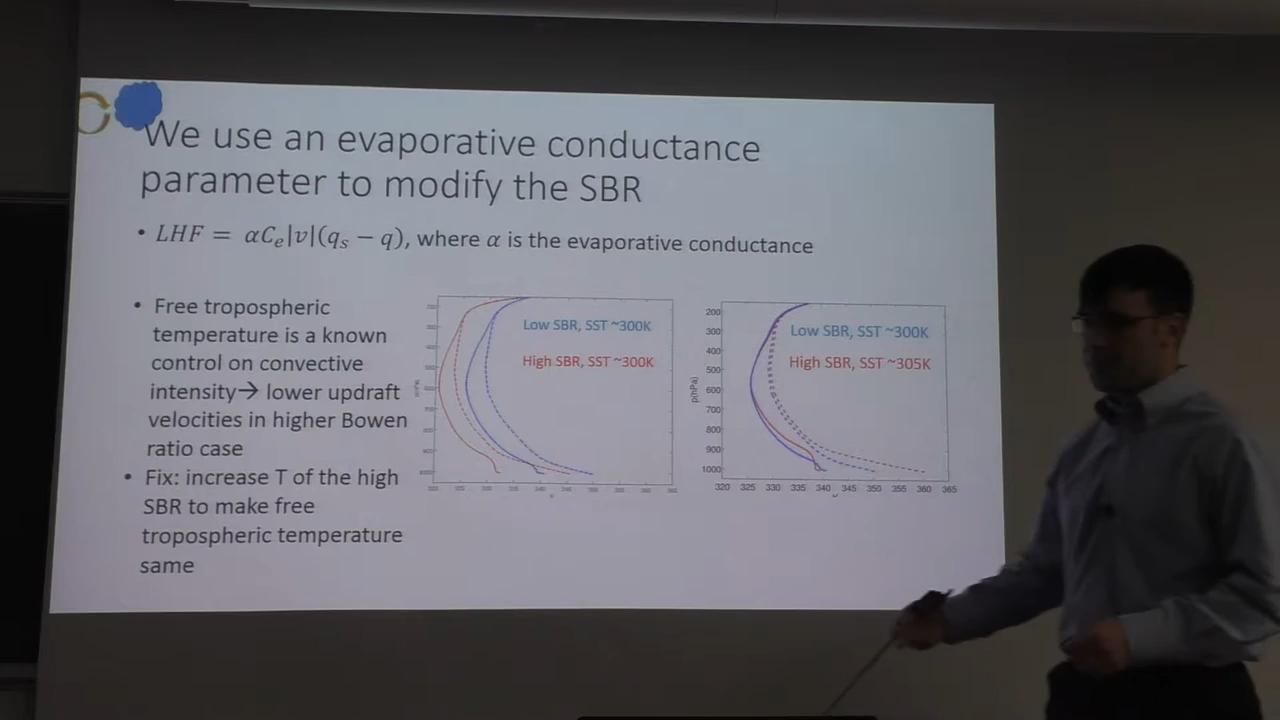 We use an evaporative conductance
parameter to modify the SBR
• LHF = αCₑ|v|(qₛ − q), where α is the evaporative conductance
• Free tropospheric
temperature is a known
control on convective
intensity→ lower updraft
velocities in higher Bowen
ratio case
• Fix: increase T of the high
SBR to make free
tropospheric temperature
same
Low SBR, SST ~300K
High SBR, SST ~300K
Low SBR, SST ~300K
High SBR, SST ~305K
p(hPa)
200
300
400
500
600
700
800
900
1000
320 325 330 335 340 345 350 355 360 365